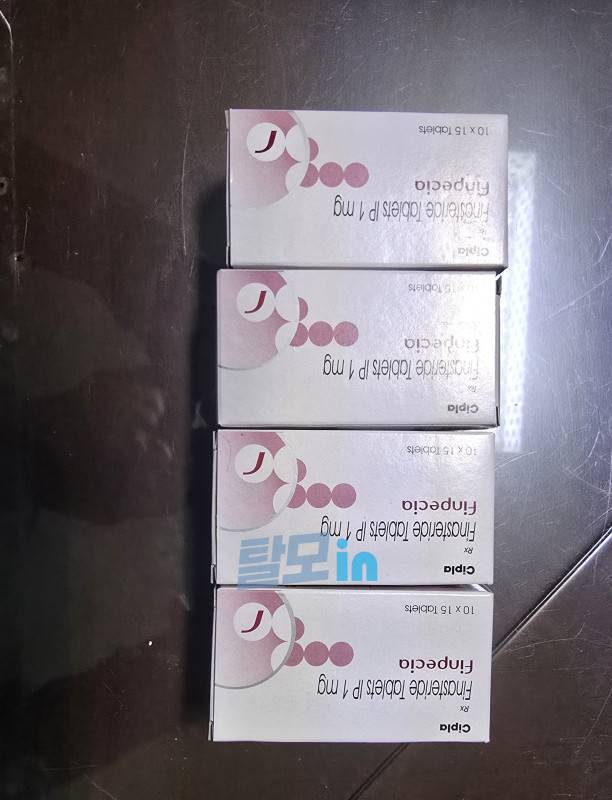 Cipla
Rx
Finasteride Tablets IP 1 mg
finpecia
10 x 15 Tablets
Cipla
Rx
Finasteride Tablets IP 1 mg
finpecia
10 x 15 Tablets
Cipla
Rx
Finasteride Tablets IP 1 mg
finpecia
10 x 15 Tablets
Cipla
Rx
Finasteride Tablets IP 1 mg
finpecia
10 x 15 Tablets
탈모in